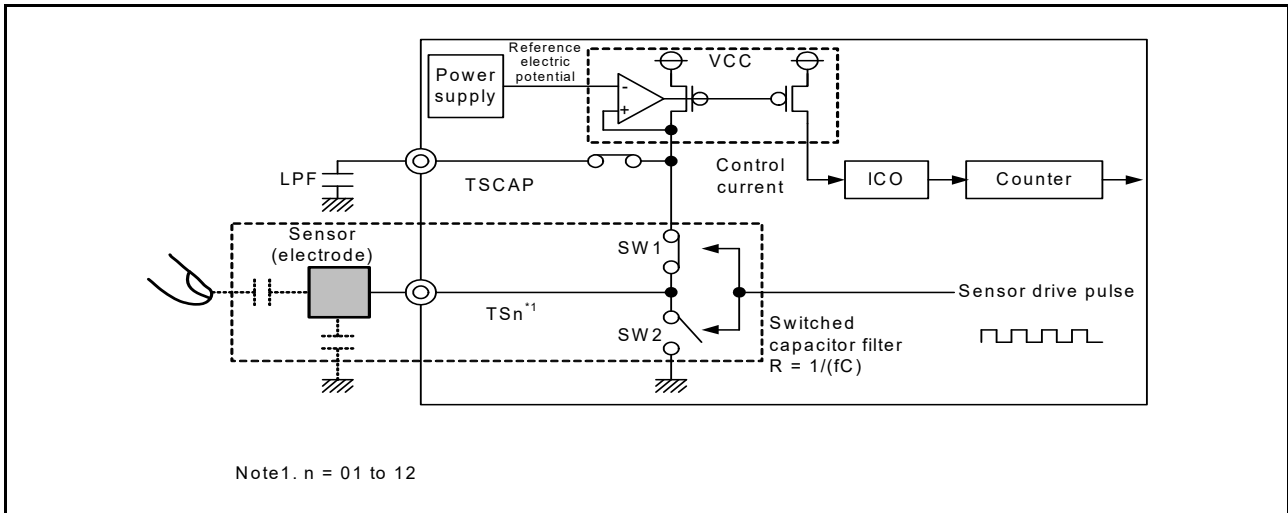 Reference
electric
potential
Power
supply
VCC
-
+
LPF
TSCAP
Control
current
ICO
Counter
Sensor
(electrode)
SW1
TSn*1
SW2
Sensor drive pulse
Switched
capacitor filter
R = 1/(fC)
Note1. n = 01 to 12